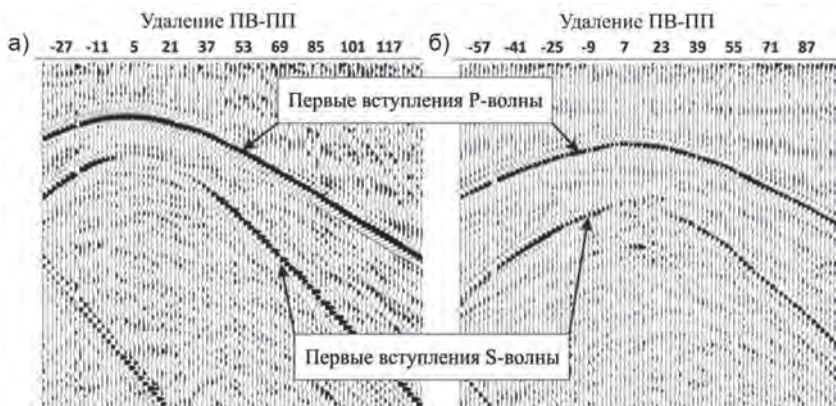 Удаление ПВ-ПП
а) -27 -11 5 21 37 53 69 85 101 117
Удаление ПВ-ПП
б) -57 -41 -25 -9 7 23 39 55 71 87
Первые вступления P-волны
Первые вступления S-волны